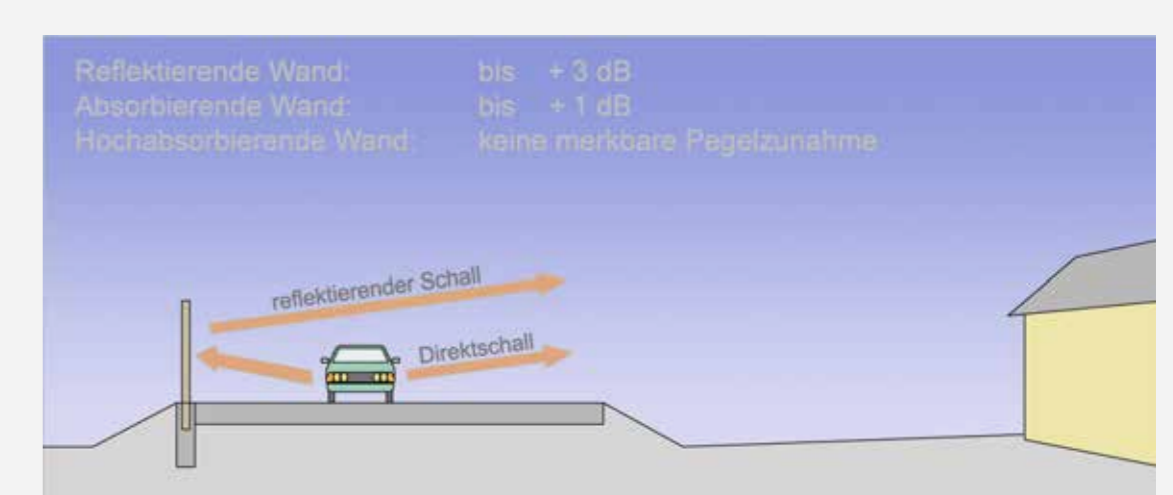 Reflektierende Wand: bis + 3 dB
Absorbierende Wand: bis + 1 dB
Hochabsorbierende Wand: keine merkbare Pegelzunahme
reflektierender Schall
Direktschall